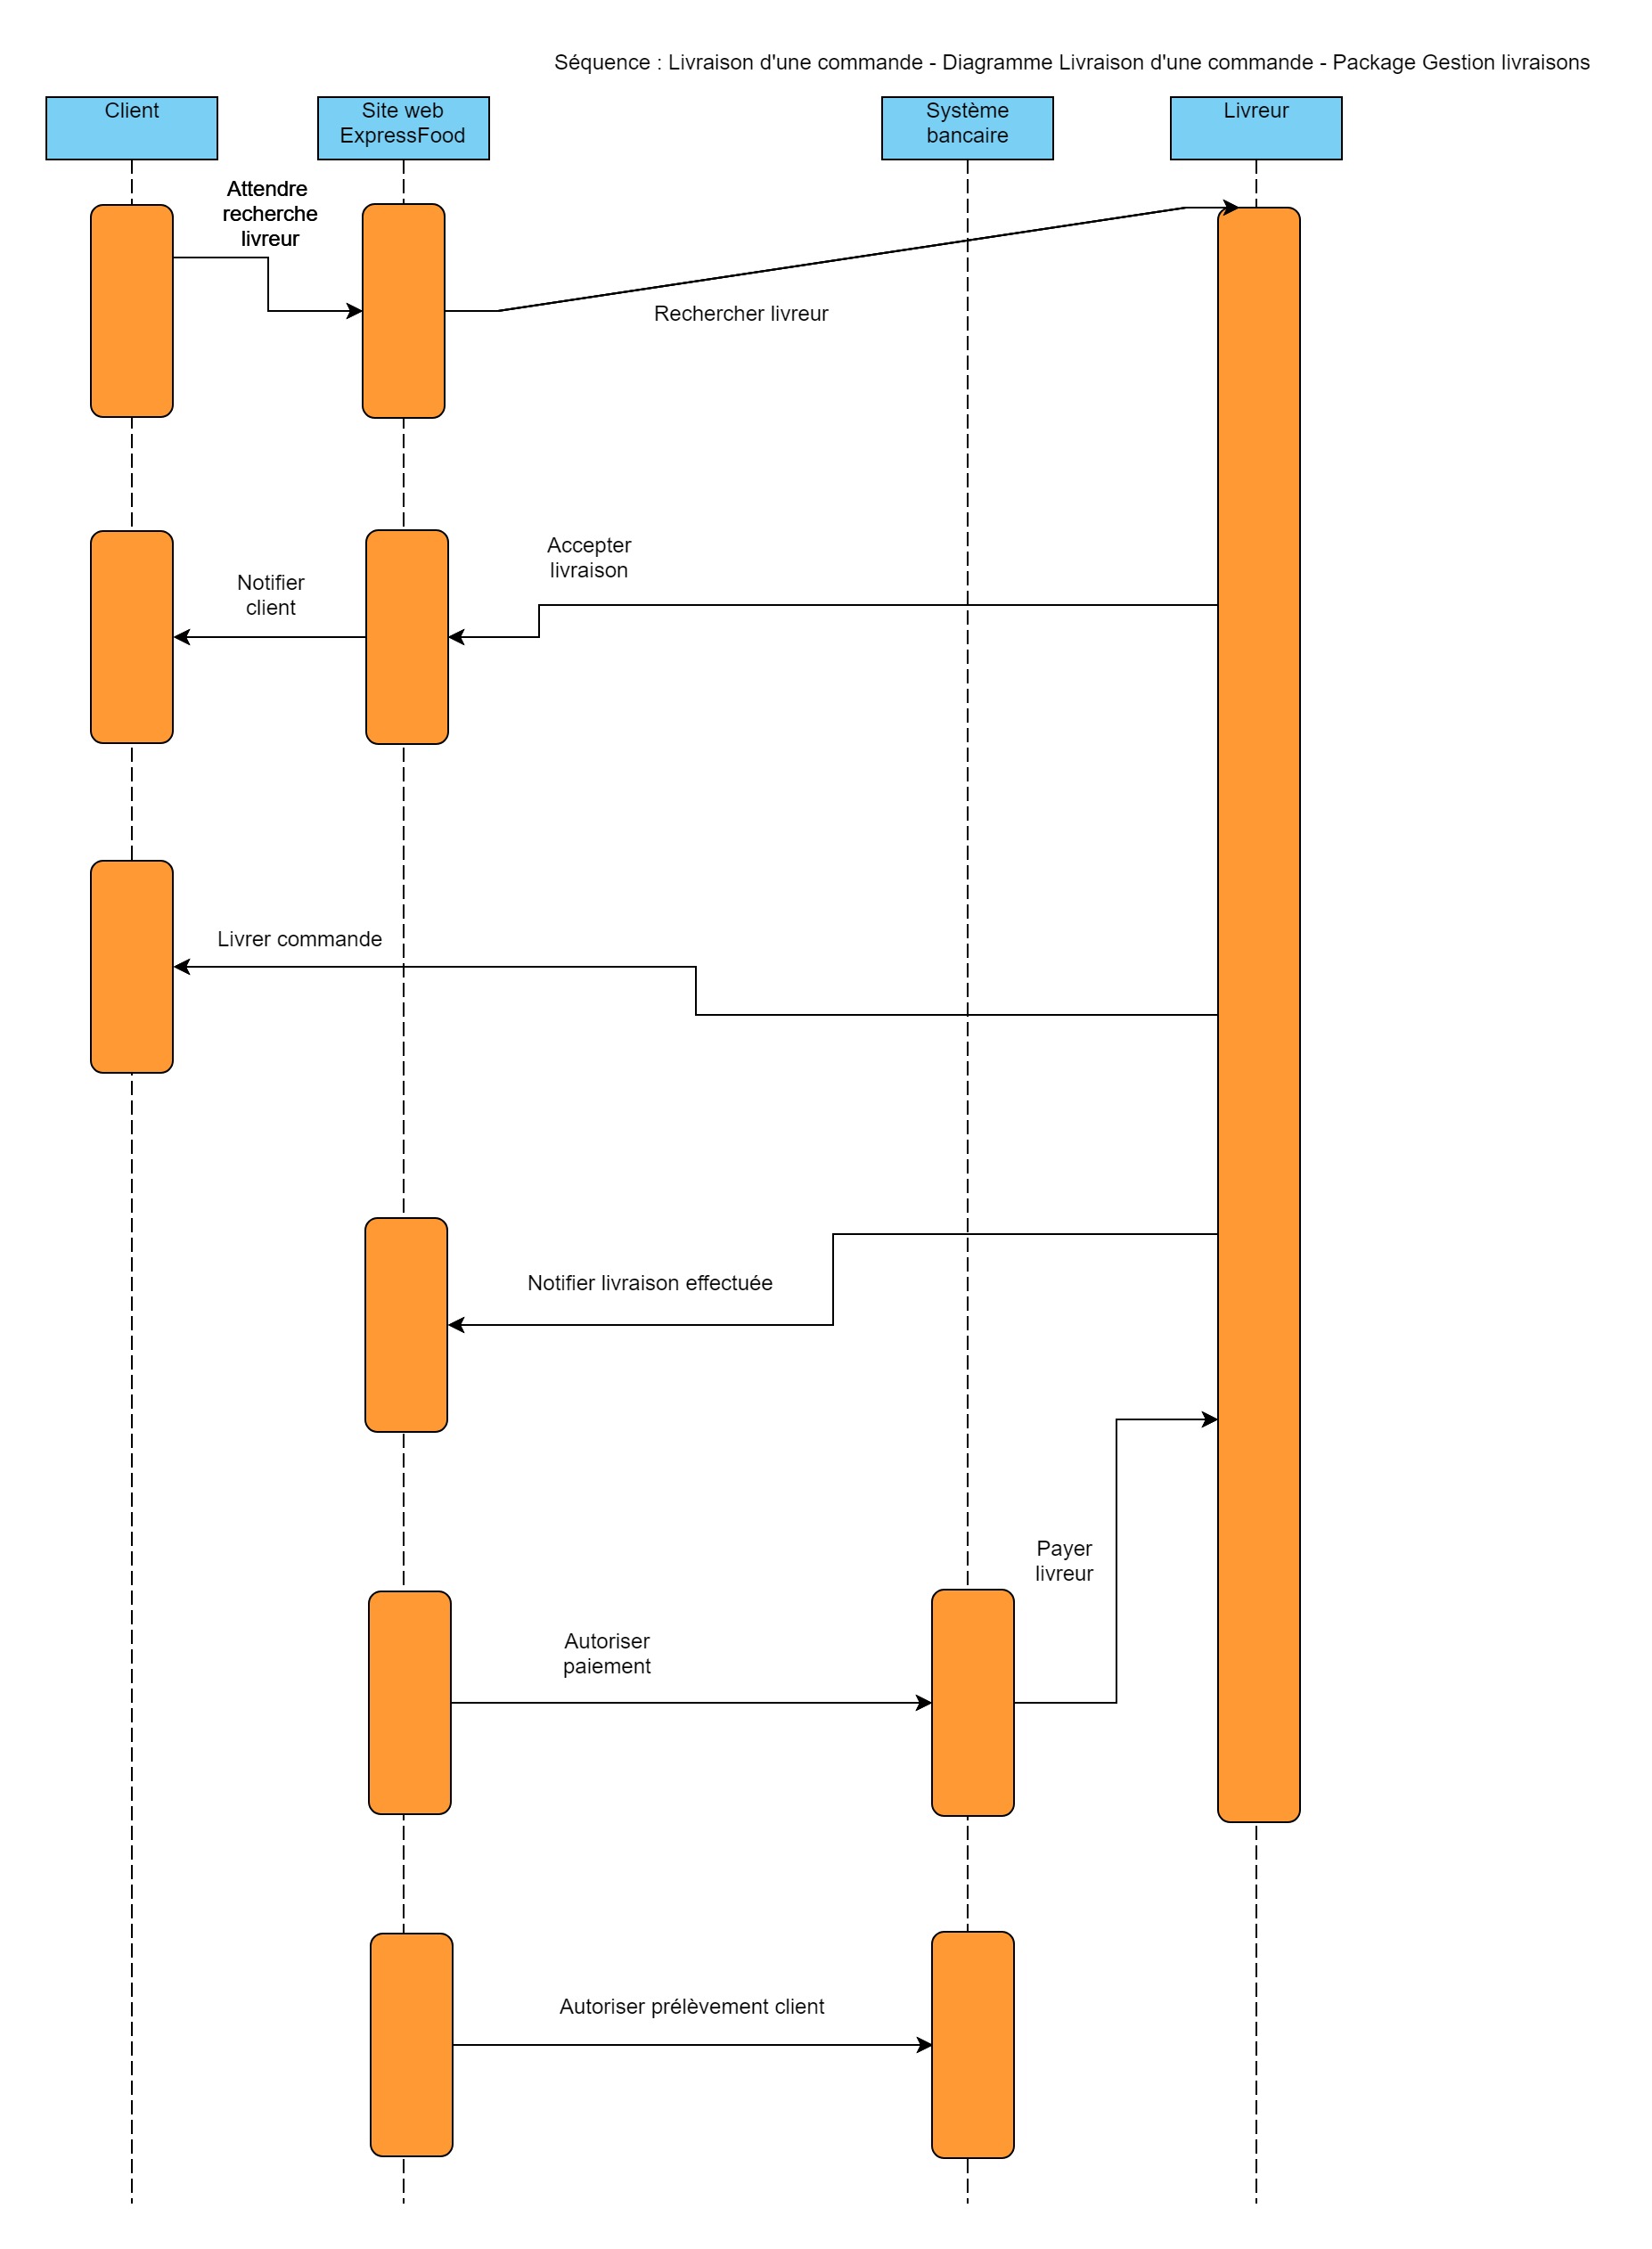 Séquence : Livraison d'une commande - Diagramme Livraison d'une commande - Package Gestion livraisons
Client
Site web
ExpressFood
Système
bancaire
Livreur
Attendre
recherche
livreur
Rechercher livreur
Accepter
livraison
Notifier
client
Livrer commande
Notifier livraison effectuée
Payer
livreur
Autoriser
paiement
Autoriser prélèvement client